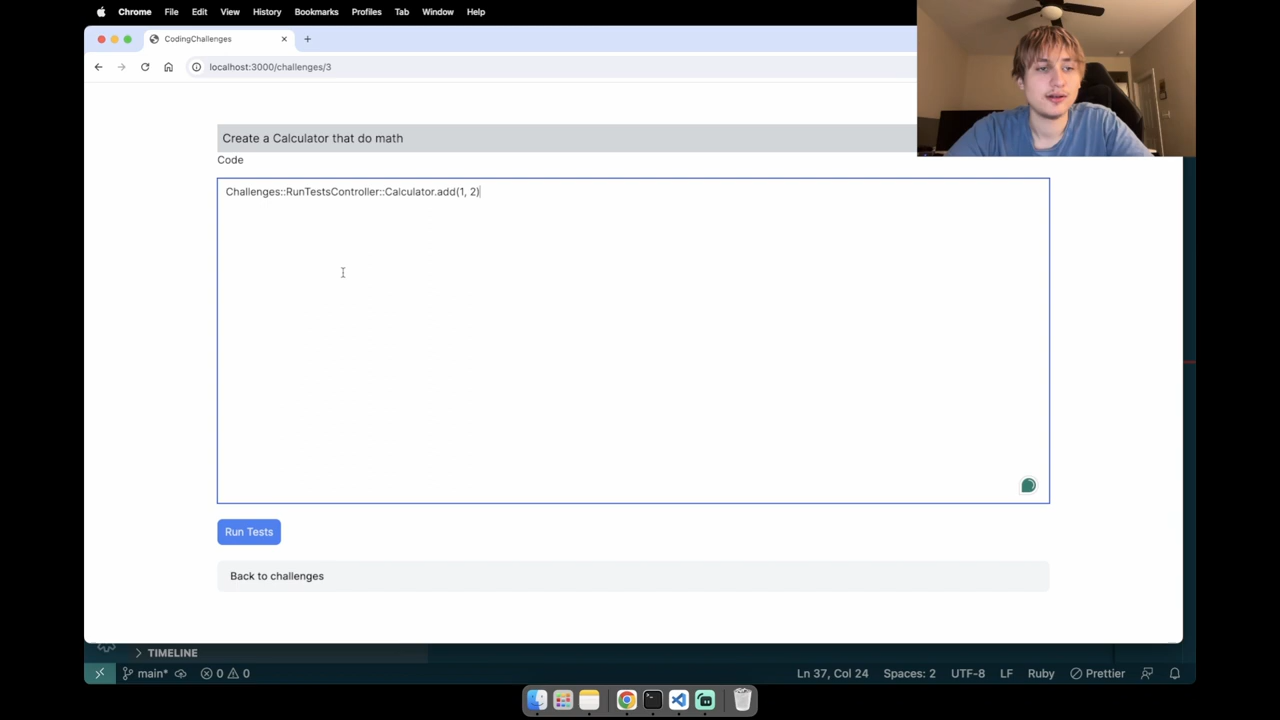 Chrome File Edit View History Bookmarks Profiles Tab Window Help
CodingChallenges
localhost:3000/challenges/3
Create a Calculator that do math
Code
Challenges::RunTestsController::Calculator.add(1, 2)
Run Tests
Back to challenges
TIMELINE
main* 0 0 Ln 37, Col 24 Spaces: 2 UTF-8 LF Ruby Prettier